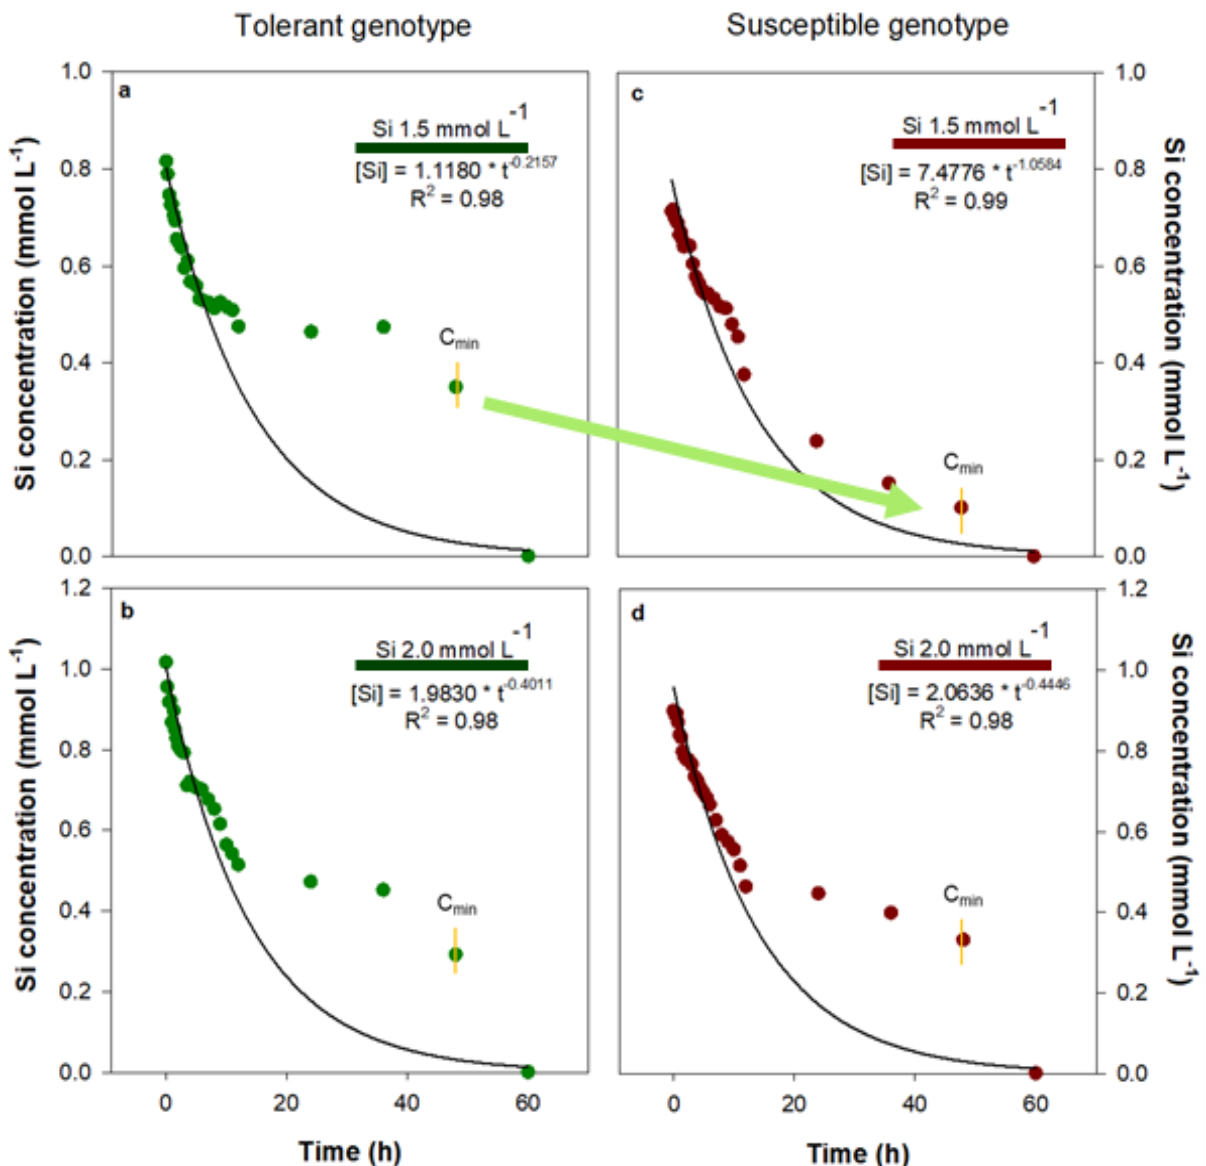 Tolerant genotype
Susceptible genotype
a
Si 1.5 mmol L⁻¹
[Si] = 1.1180 * t⁻⁰·²¹⁵⁷
R² = 0.98
C_min
1.0
0.8
0.6
0.4
0.2
0.0
Si concentration (mmol L⁻¹)
c
Si 1.5 mmol L⁻¹
[Si] = 7.4776 * t⁻¹·⁰⁵⁸⁴
R² = 0.99
C_min
1.0
0.8
0.6
0.4
0.2
0.0
Si concentration (mmol L⁻¹)
b
Si 2.0 mmol L⁻¹
[Si] = 1.9830 * t⁻⁰·⁴⁰¹¹
R² = 0.98
C_min
1.2
1.0
0.8
0.6
0.4
0.2
0.0
Si concentration (mmol L⁻¹)
0 20 40 60
Time (h)
d
Si 2.0 mmol L⁻¹
[Si] = 2.0636 * t⁻⁰·⁴⁴⁴⁶
R² = 0.98
C_min
1.2
1.0
0.8
0.6
0.4
0.2
0.0
Si concentration (mmol L⁻¹)
0 20 40 60
Time (h)